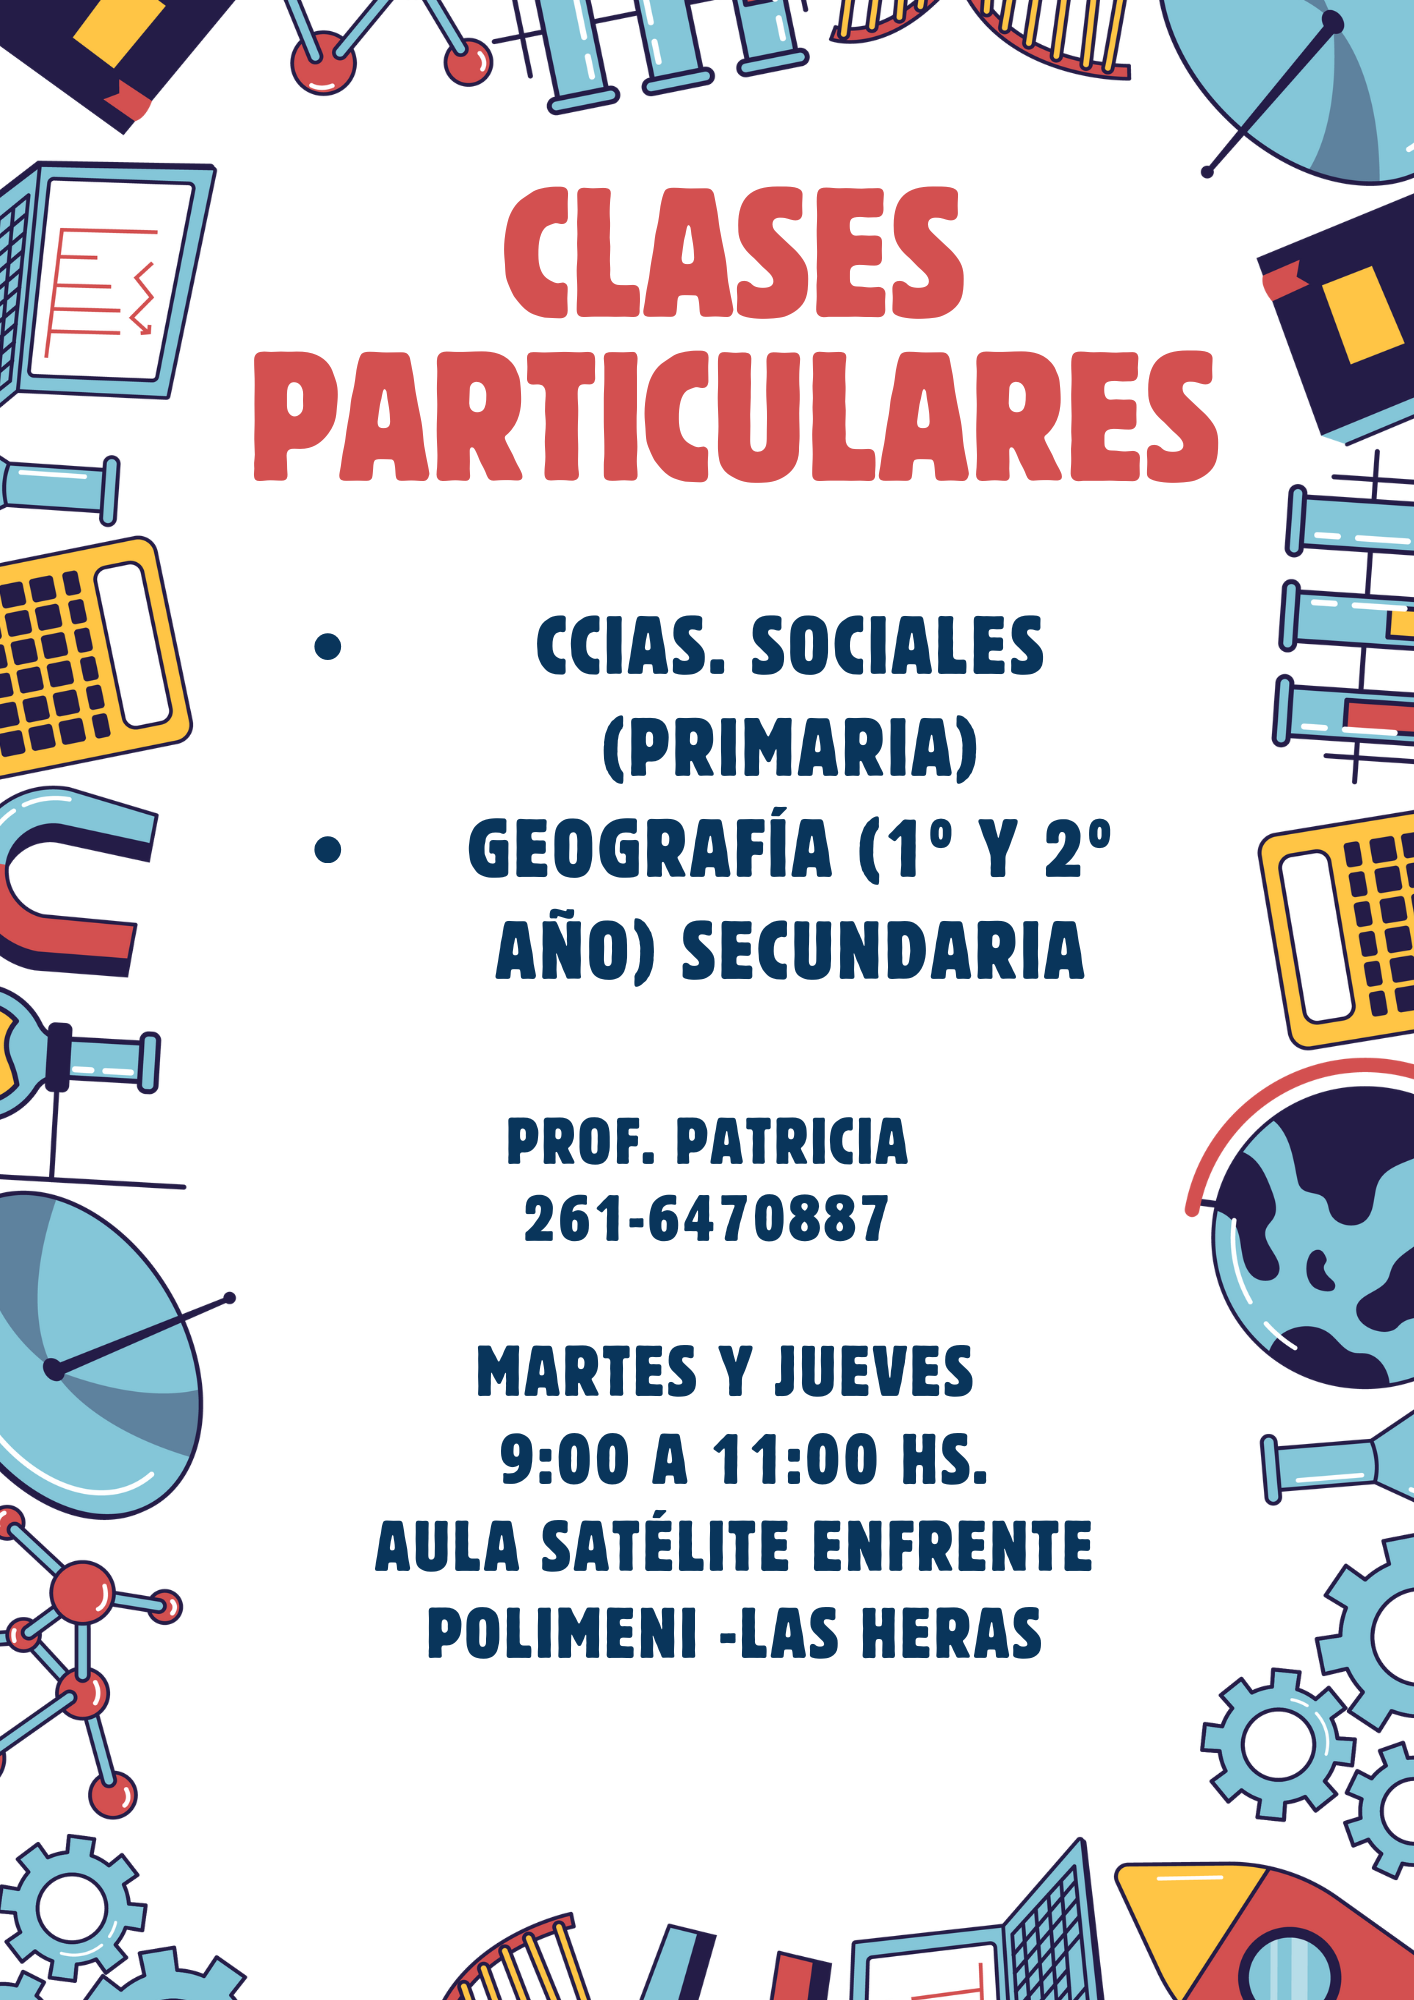 CLASES
PARTICULARES
• CCIAS. SOCIALES
(PRIMARIA)
• GEOGRAFÍA (1º Y 2º
AÑO) SECUNDARIA
PROF. PATRICIA
261-6470887
MARTES Y JUEVES
9:00 A 11:00 HS.
AULA SATÉLITE ENFRENTE
POLIMENI -LAS HERAS